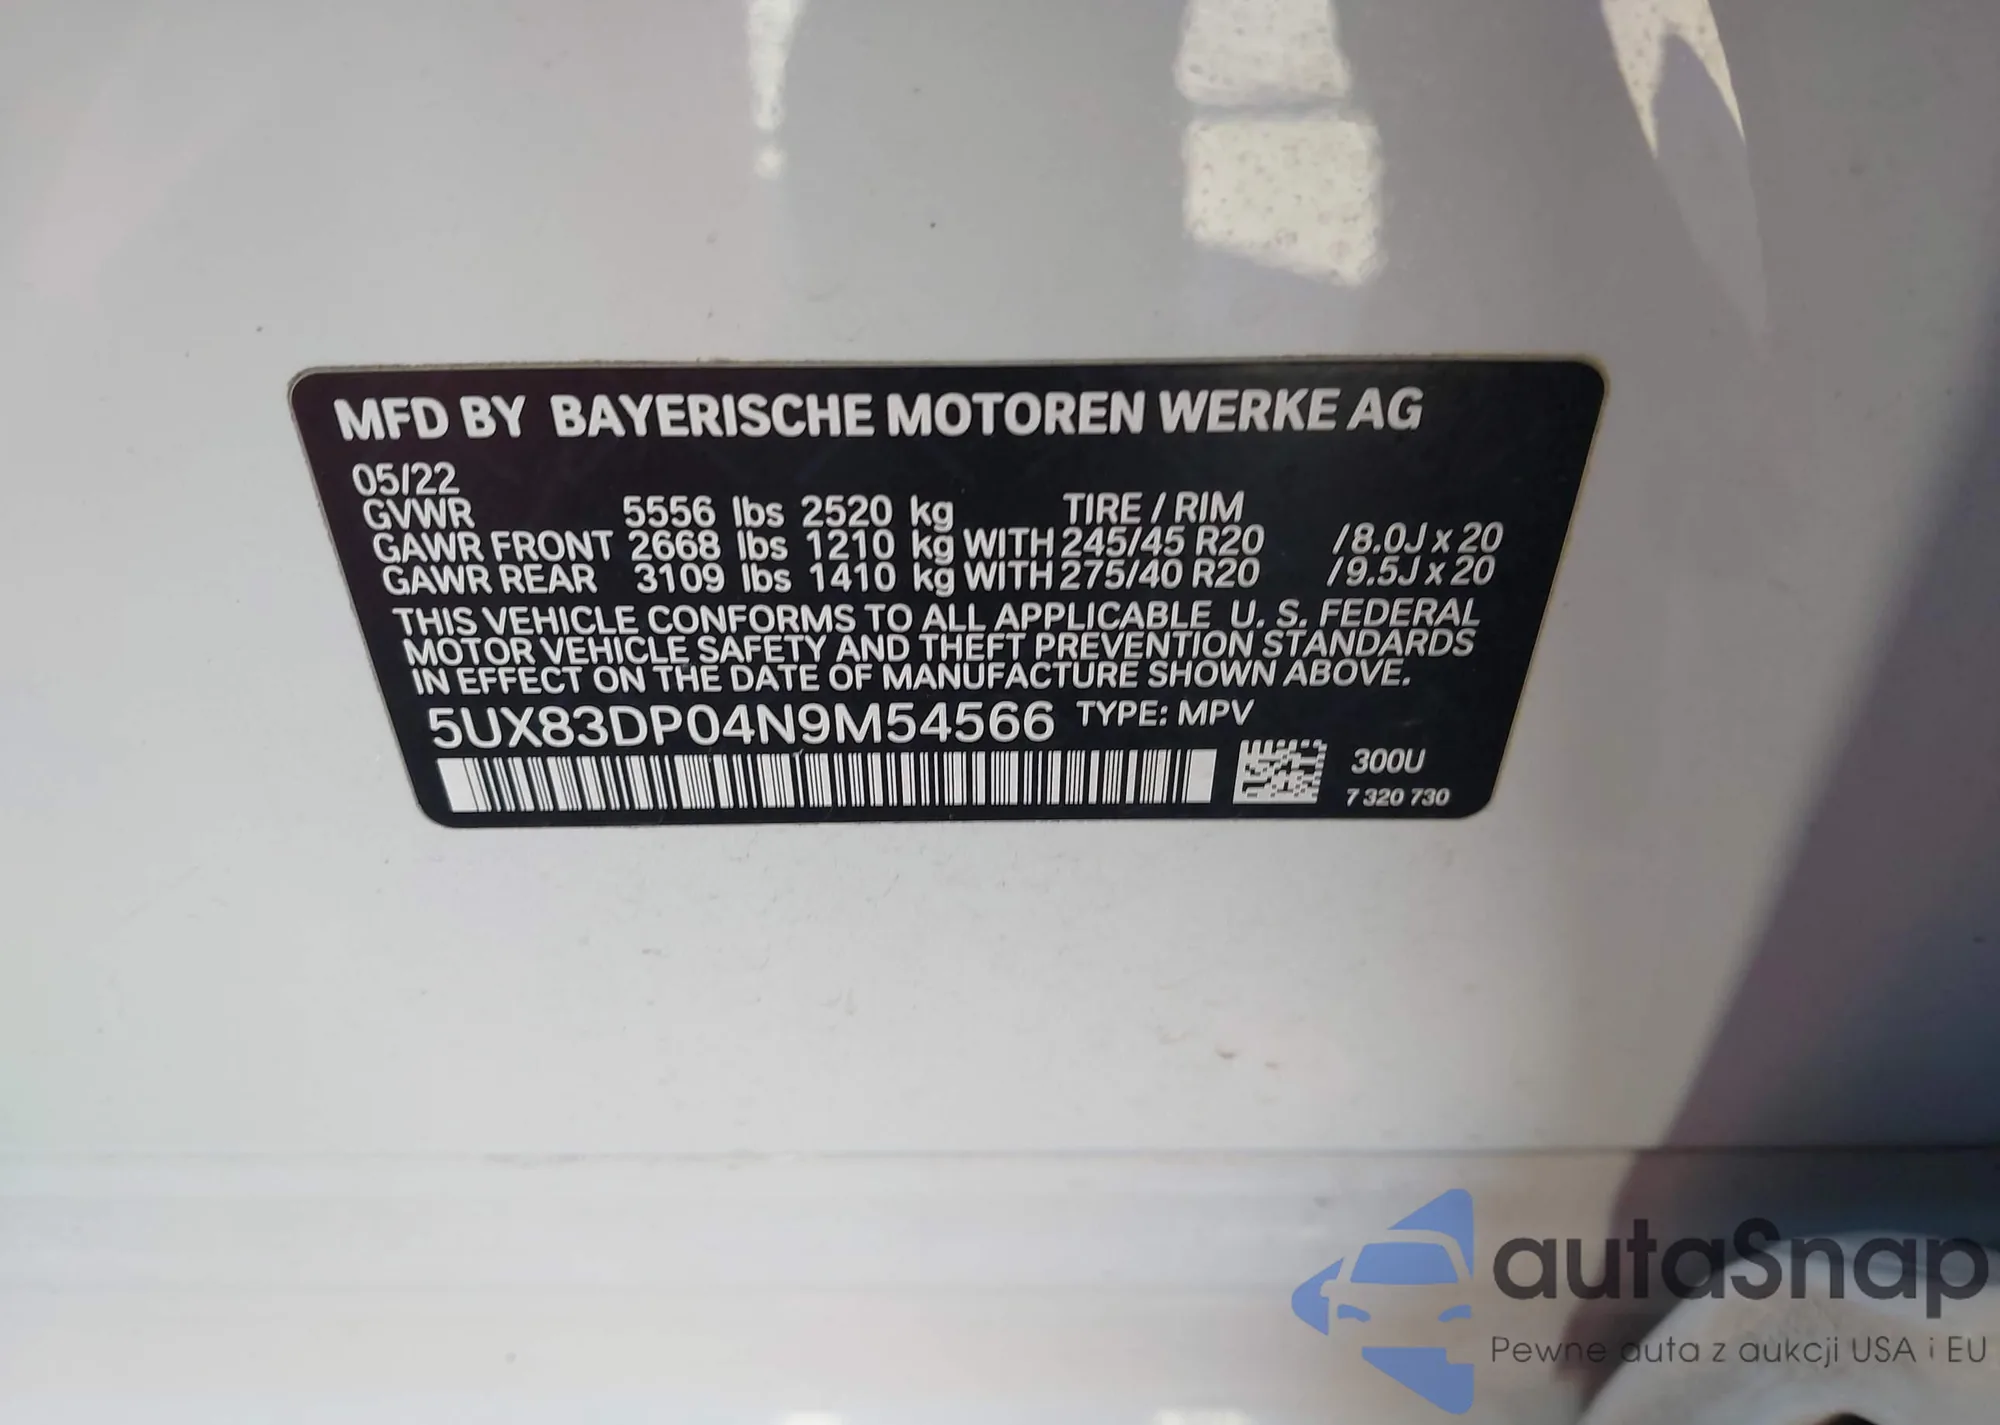 MFD BY BAYERISCHE MOTOREN WERKE AG
05/22
GVWR 5556 lbs 2520 kg TIRE / RIM
GAWR FRONT 2668 lbs 1210 kg WITH 245/45 R20 /8.0J x 20
GAWR REAR 3109 lbs 1410 kg WITH 275/40 R20 /9.5J x 20
THIS VEHICLE CONFORMS TO ALL APPLICABLE U. S. FEDERAL
MOTOR VEHICLE SAFETY AND THEFT PREVENTION STANDARDS
IN EFFECT ON THE DATE OF MANUFACTURE SHOWN ABOVE.
5UX83DP04N9M54566 TYPE: MPV
300U
7 320 730
autaSnap
Pewne auta z aukcji USA i EU